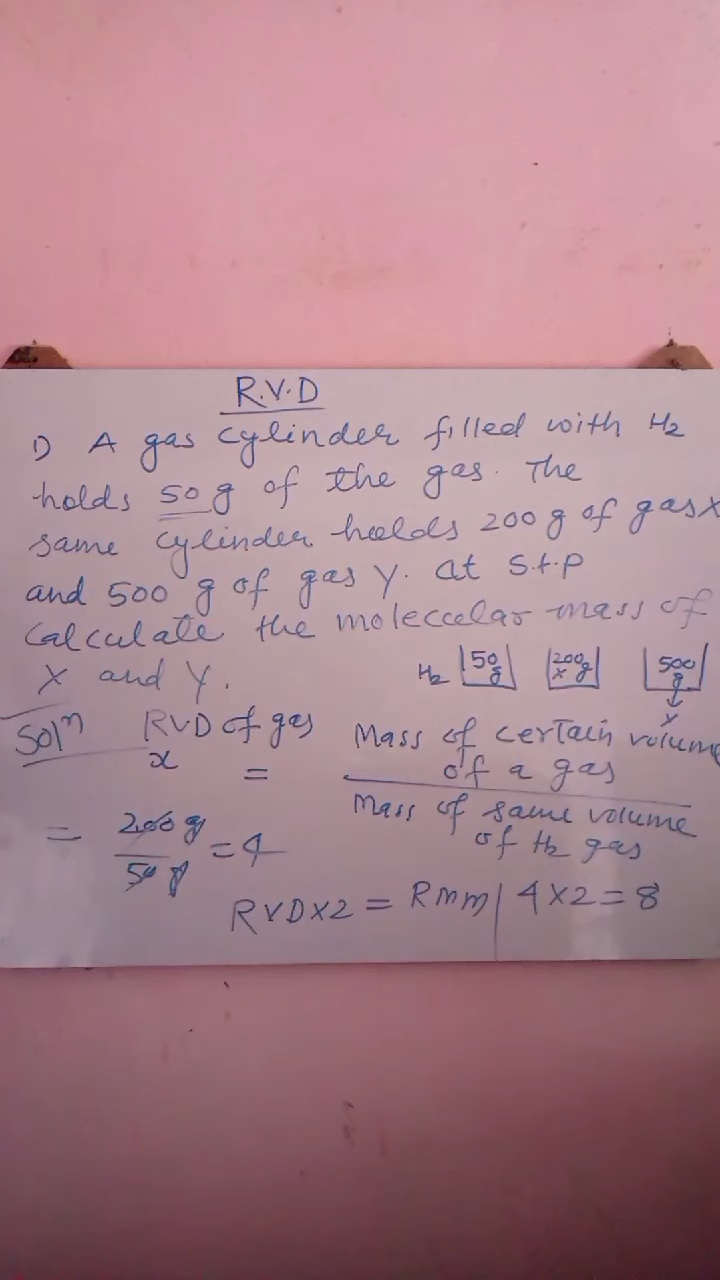 R.V.D
1) A gas cylinder filled with H2
holds 50 g of the gas. The
same cylinder holds 200 g of gas X
and 500 g of gas Y. at S.t.p
Calculate the molecular mass of
X and Y.
H2 50 g 200g X 500 g
Y
Soln RVD of gas x = Mass of certain volume
of a gas
Mass of same volume
of H2 gas
= 200 g
50 g = 4
RVD X 2 = Rmm | 4 X 2 = 8